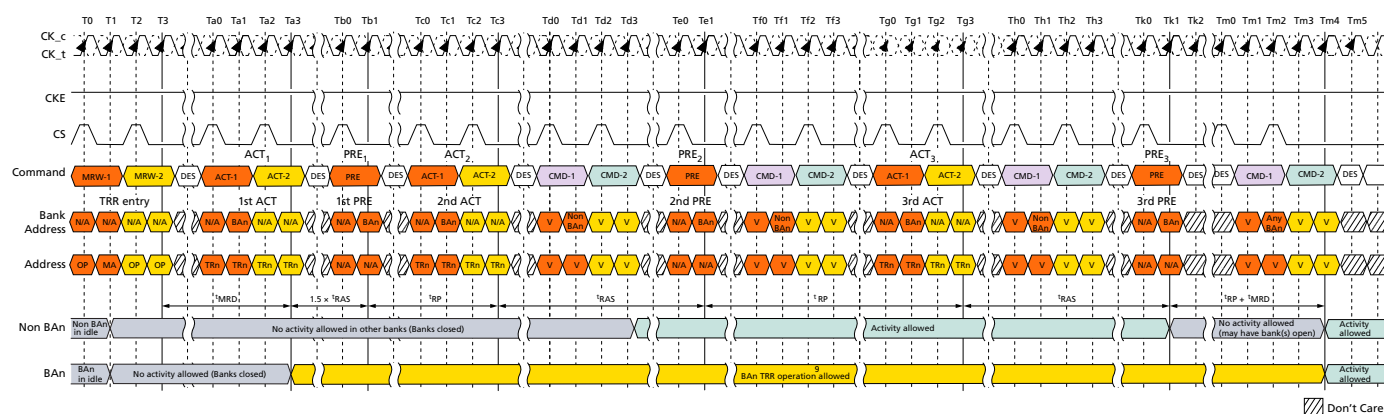 T0 T1 T2 T3 Ta0 Ta1 Ta2 Ta3 Tb0 Tb1 Tc0 Tc1 Tc2 Tc3 Td0 Td1 Td2 Td3 Te0 Te1 Tf0 Tf1 Tf2 Tf3 Tg0 Tg1 Tg2 Tg3 Th0 Th1 Th2 Th3 Tk0 Tk1 Tk2 Tm0 Tm1 Tm2 Tm3 Tm4 Tm5
CK_c
CK_t
CKE
CS
ACT1 PRE1 ACT2 PRE2 ACT3 PRE3
Command MRW-1 MRW-2 DES ACT-1 ACT-2 DES PRE DES ACT-1 ACT-2 DES CMD-1 CMD-2 DES PRE DES CMD-1 CMD-2 DES ACT-1 ACT-2 DES CMD-1 CMD-2 DES PRE DES DES CMD-1 CMD-2 DES
TRR entry 1st ACT 1st PRE 2nd ACT 2nd PRE 3rd ACT 3rd PRE
Bank Address N/A N/A N/A N/A N/A BAn N/A N/A N/A BAn N/A BAn N/A N/A V Non BAn V V N/A BAn V Non BAn V V N/A BAn N/A N/A V Non BAn V V N/A BAn V Any BAn V V
Address OP MA OP OP TRn TRn TRn TRn N/A N/A TRn TRn TRn TRn V V V V N/A N/A V V V V TRn TRn TRn TRn V V V V N/A N/A V V V V
tMRD 1.5 × tRAS tRP tRAS tRP tRAS tRP + tMRD
Non BAn Non BAn in idle No activity allowed in other banks (Banks closed) Activity allowed No activity allowed (may have bank(s) open) Activity allowed
BAn BAn in idle No activity allowed (Banks closed) BAn TRR operation allowed 9 Activity allowed
Don't Care